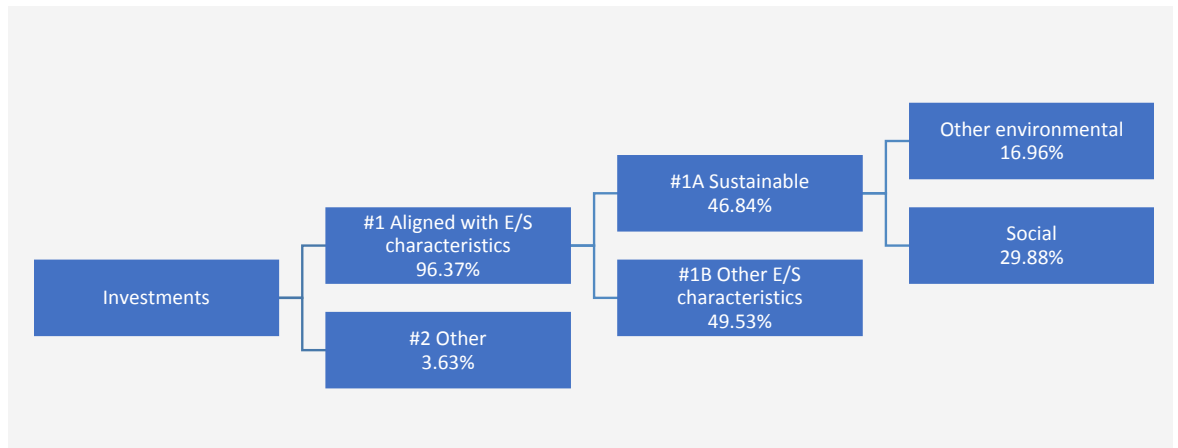 Investments
#1 Aligned with E/S
characteristics
96.37%
#2 Other
3.63%
#1A Sustainable
46.84%
#1B Other E/S
characteristics
49.53%
Other environmental
16.96%
Social
29.88%